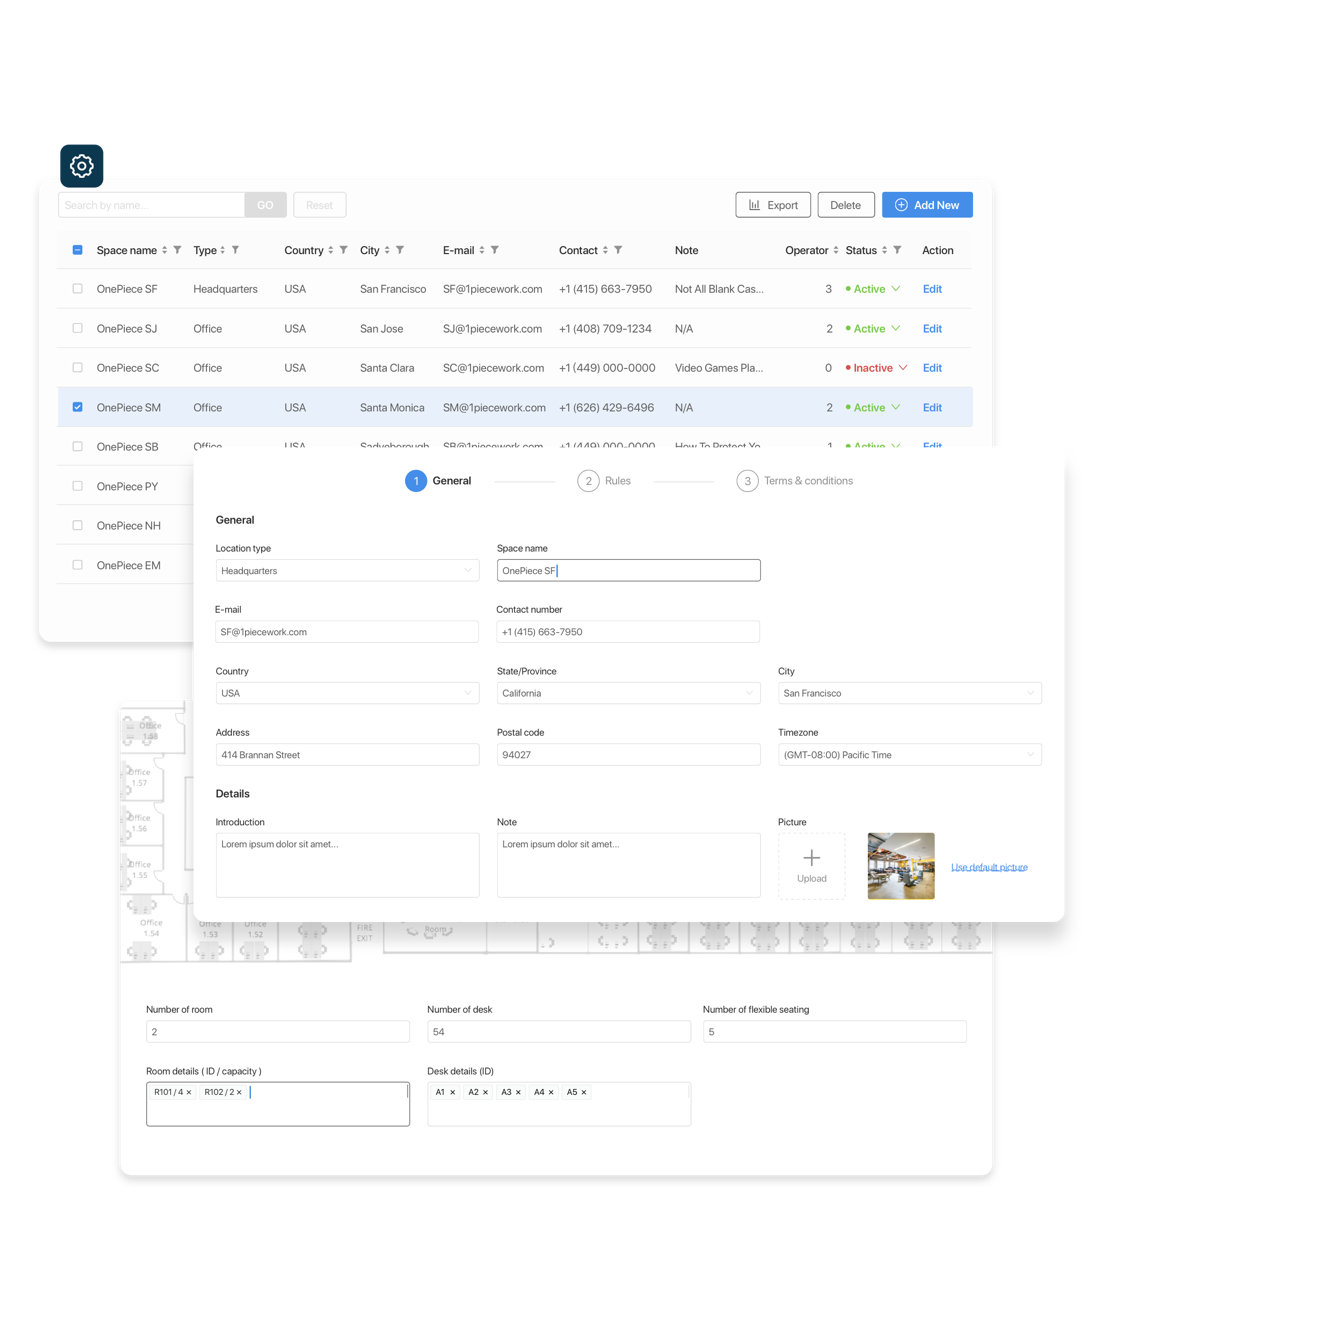 Search by name... GO Reset Export Delete Add New
Space name Type Country City E-mail Contact Note Operator Status Action
OnePiece SF Headquarters USA San Francisco SF@1piecework.com +1 (415) 663-7950 Not All Blank Cas... 3 Active Edit
OnePiece SJ Office USA San Jose SJ@1piecework.com +1 (408) 709-1234 N/A 2 Active Edit
OnePiece SC Office USA Santa Clara SC@1piecework.com +1 (449) 000-0000 Video Games Pla... 0 Inactive Edit
OnePiece SM Office USA Santa Monica SM@1piecework.com +1 (626) 429-6496 N/A 2 Active Edit
OnePiece SB Office USA Sadyeborough SB@1piecework.com +1 (449) 000-0000 How To Protect Yo... 1 Active Edit
OnePiece PY
OnePiece NH
OnePiece EM
1 General 2 Rules 3 Terms & conditions
General
Location type Space name
Headquarters OnePiece SF
E-mail Contact number
SF@1piecework.com +1 (415) 663-7950
Country State/Province City
USA California San Francisco
Address Postal code Timezone
414 Brannan Street 94027 (GMT-08:00) Pacific Time
Details
Introduction Note Picture
Lorem ipsum dolor sit amet... Lorem ipsum dolor sit amet...
Upload
Use default picture
Office
1.58
Office
1.57
Office
1.56
Office
1.55
Office
1.54
Office
1.53
Office
1.52
FIRE
EXIT
Room 2
Number of room Number of desk Number of flexible seating
2 54 5
Room details ( ID / capacity ) Desk details (ID)
R101 / 4 × R102 / 2 × A1 × A2 × A3 × A4 × A5 ×